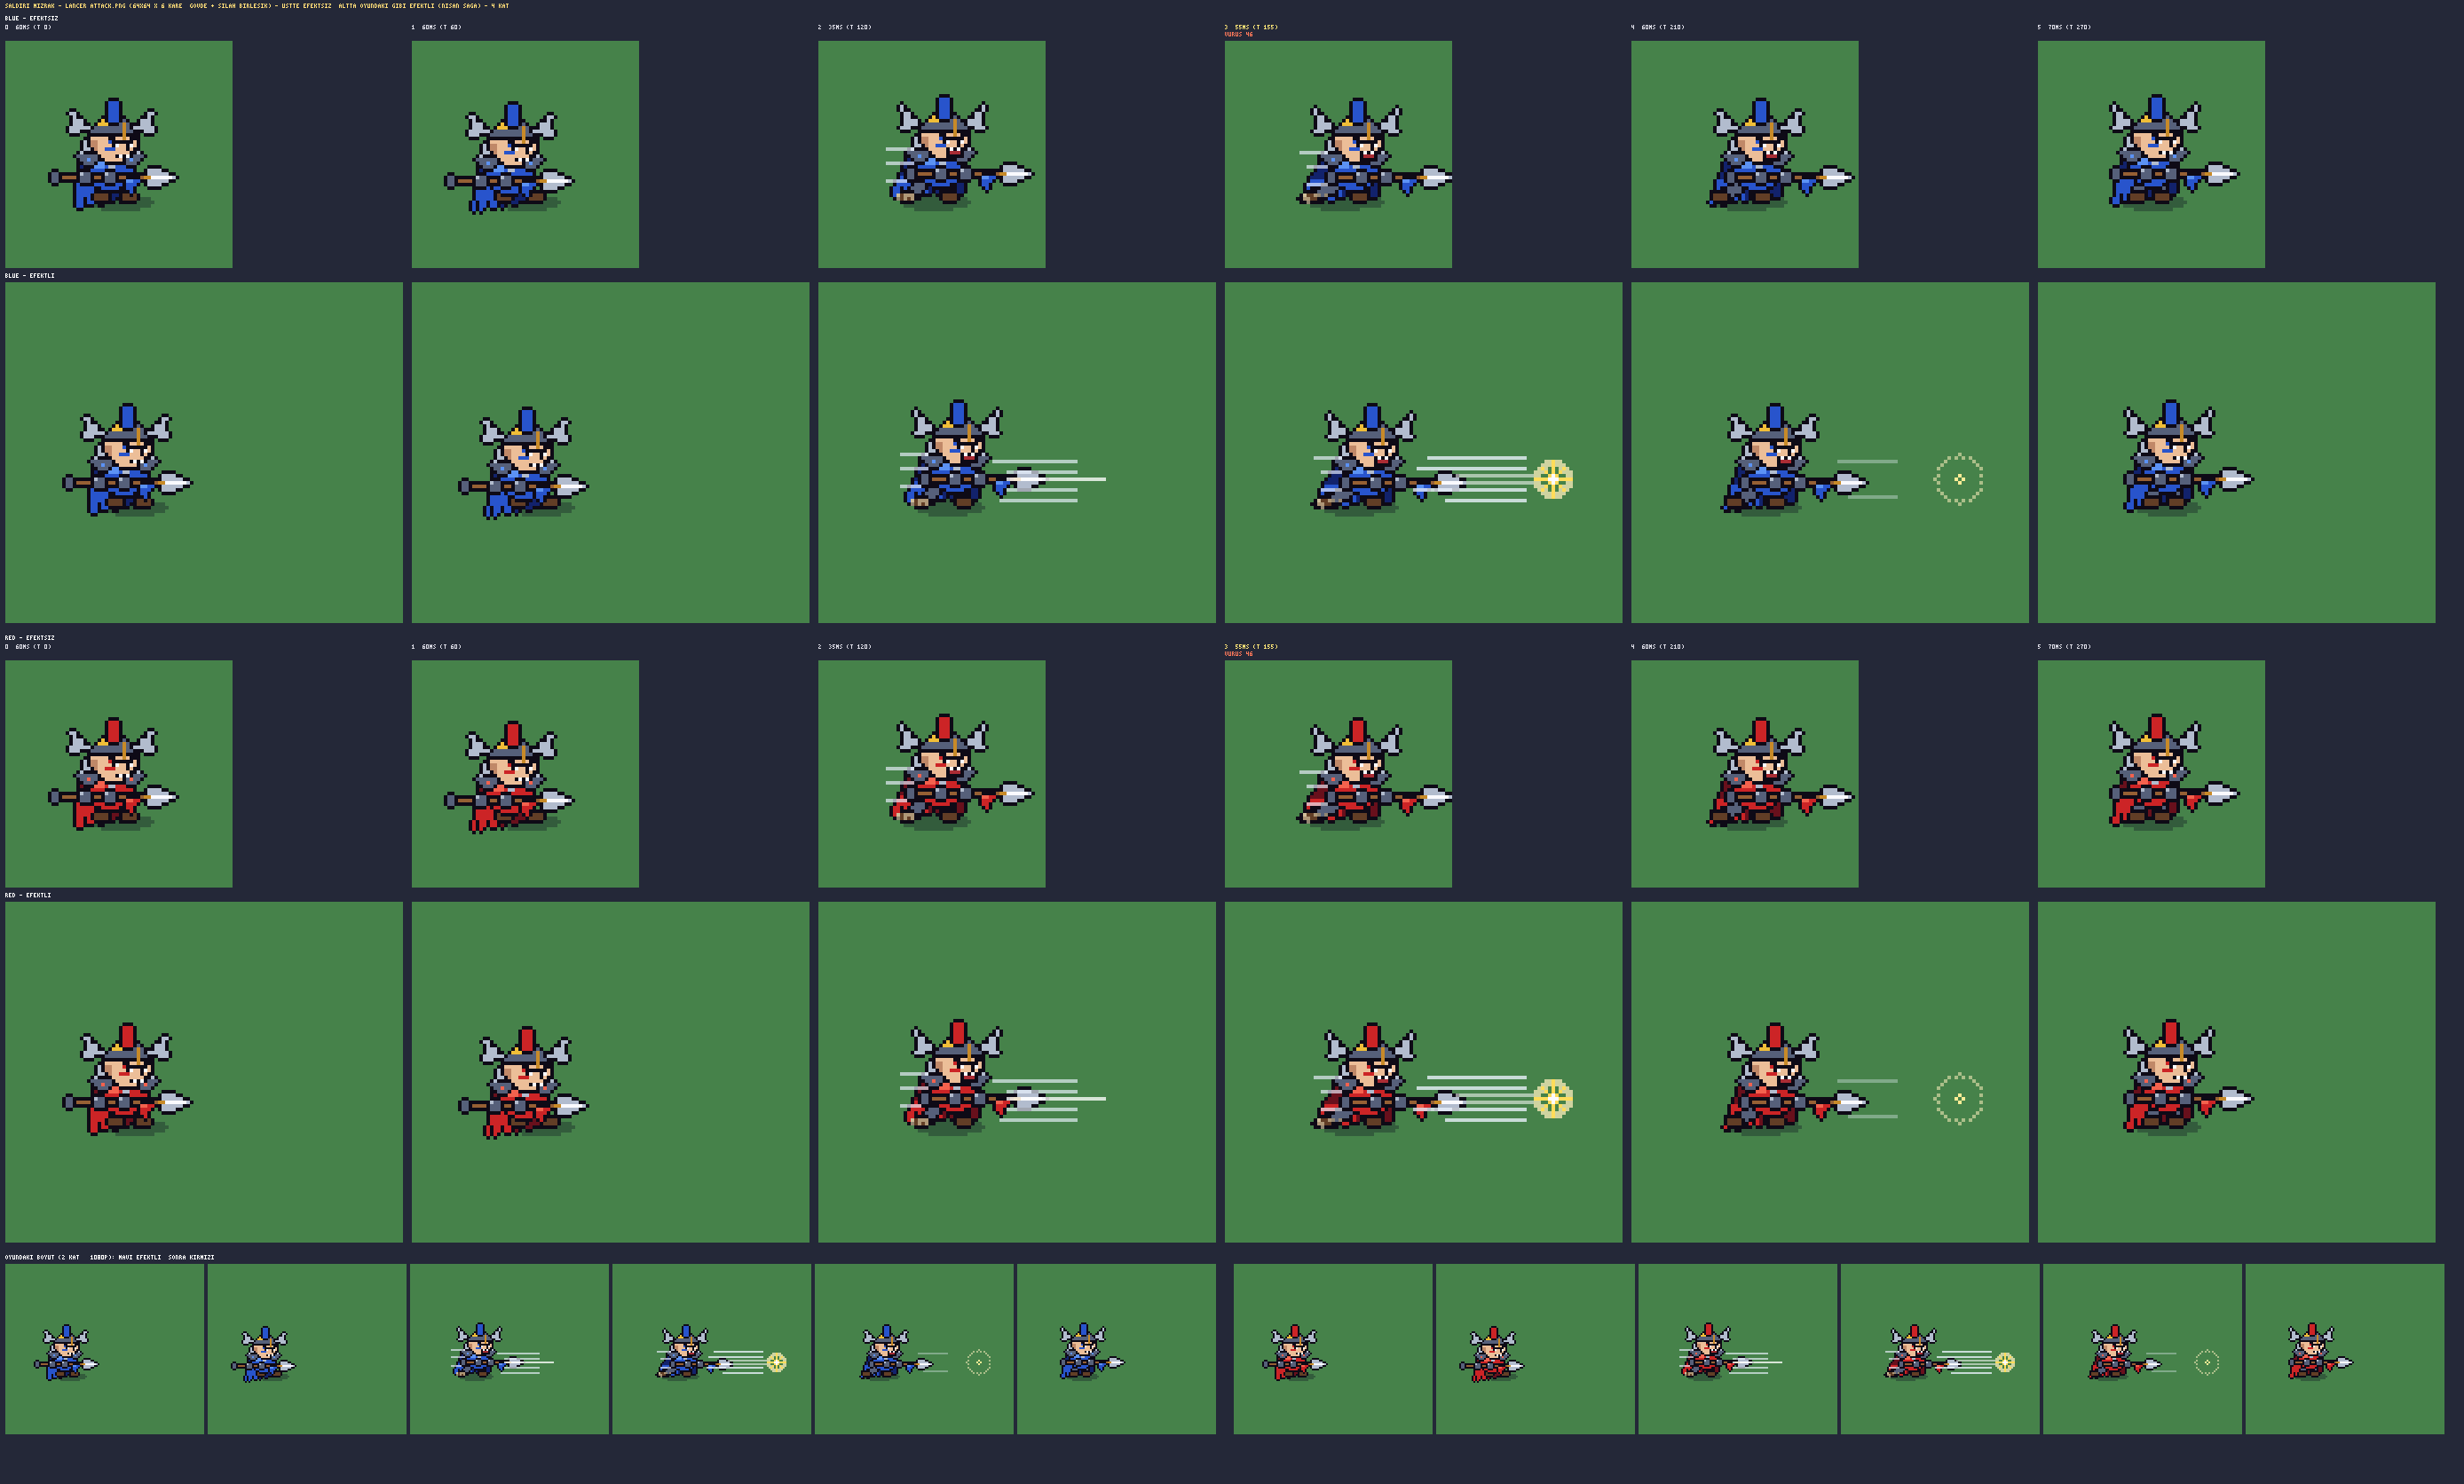 SALDIRI MIZRAK - LANCER ATTACK.PNG (64X64 X 6 KARE  GOVDE + SILAH BIRLESIK) - USTTE EFEKTSIZ  ALTTA OYUNDAKI GIBI EFEKTLI (NISAN SAGA) - 4 KAT
BLUE - EFEKTSIZ
0  60MS (T 0)
1  60MS (T 60)
2  35MS (T 120)
3  55MS (T 155)
VURUS 46
4  60MS (T 210)
5  70MS (T 270)
BLUE - EFEKTLI
RED - EFEKTSIZ
0  60MS (T 0)
1  60MS (T 60)
2  35MS (T 120)
3  55MS (T 155)
VURUS 46
4  60MS (T 210)
5  70MS (T 270)
RED - EFEKTLI
OYUNDAKI BOYUT (2 KAT   1080P): MAVI EFEKTLI  SONRA KIRMIZI